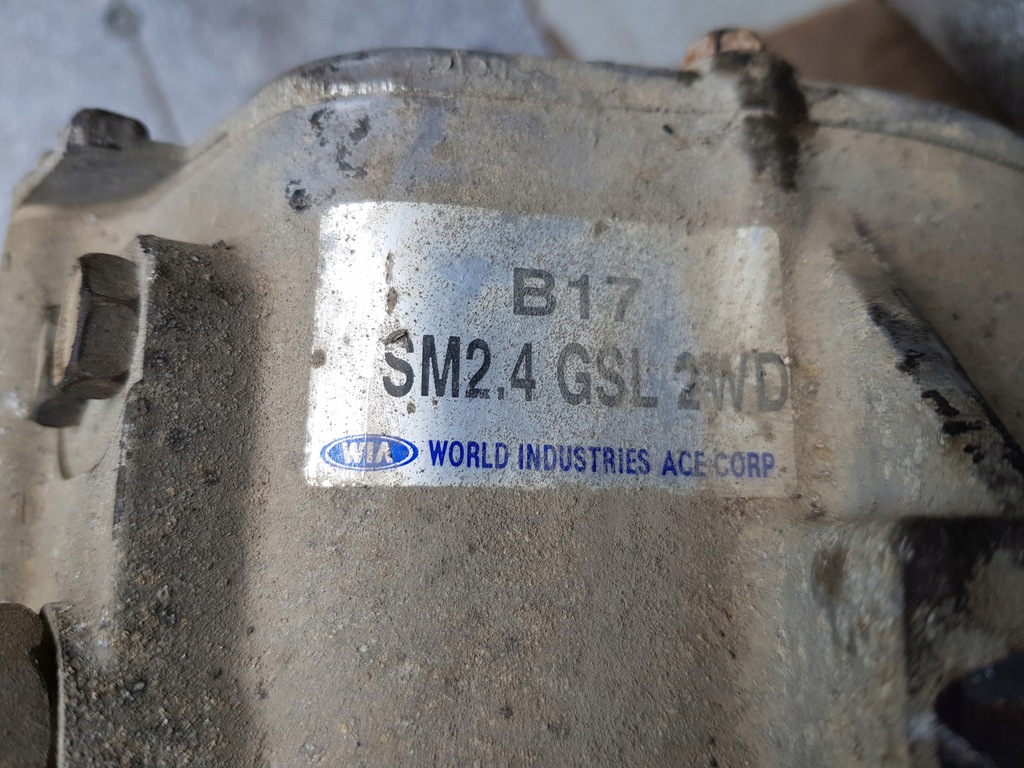 B17
SM2.4 GSL 2WD
WIA WORLD INDUSTRIES ACE CORP